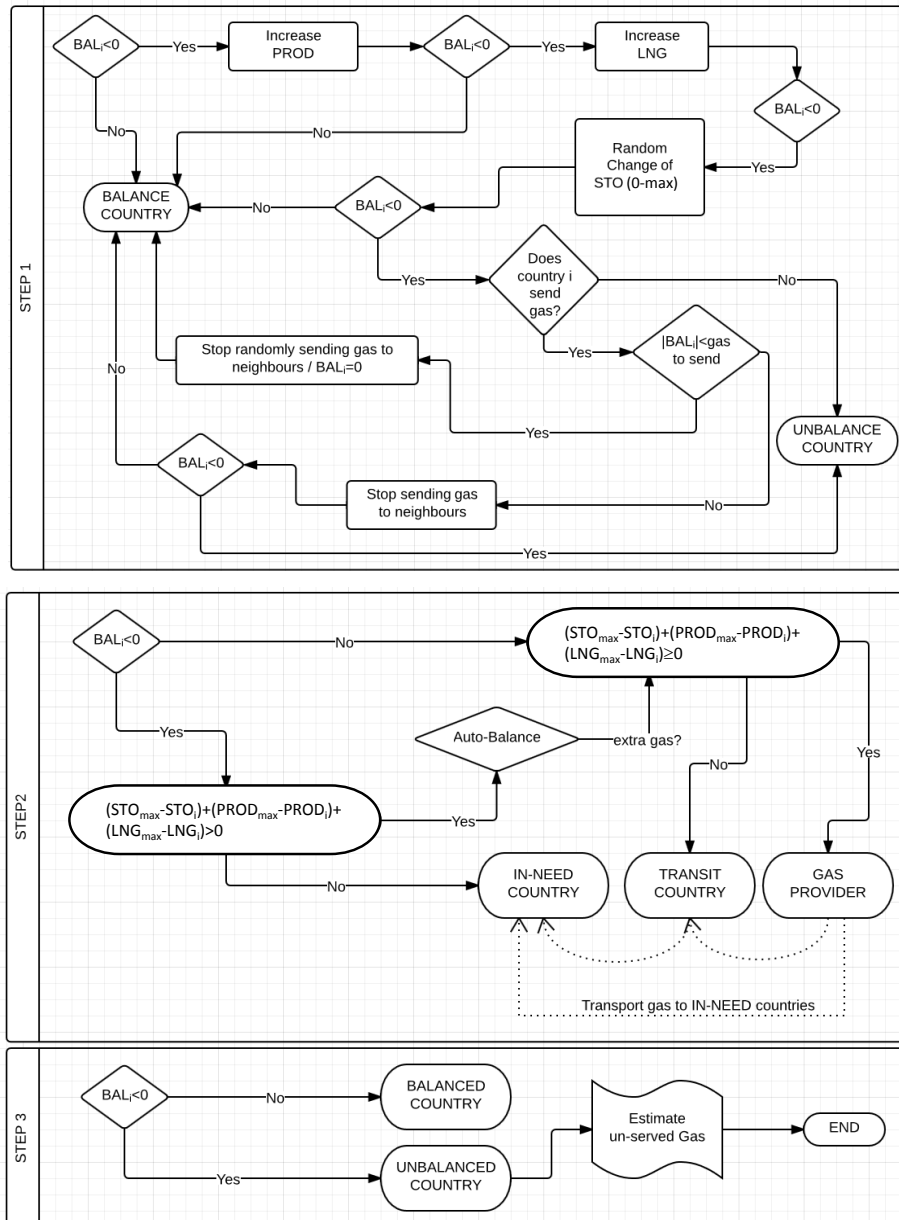 STEP 1
BALᵢ<0
Yes
Increase
PROD
BALᵢ<0
Yes
Increase
LNG
BALᵢ<0
No
No
Yes
Random
Change of
STO (0-max)
BALANCE
COUNTRY
No
BALᵢ<0
Yes
Does
country i
send
gas?
No
Yes
|BALᵢ|<gas
to send
Stop randomly sending gas to
neighbours / BALᵢ=0
No
Yes
UNBALANCE
COUNTRY
BALᵢ<0
Stop sending gas
to neighbours
No
Yes
STEP2
BALᵢ<0
No
(STOmax-STOᵢ)+(PRODmax-PRODᵢ)+
(LNGmax-LNGᵢ)≥0
Yes
Auto-Balance
extra gas?
No
Yes
(STOmax-STOᵢ)+(PRODmax-PRODᵢ)+
(LNGmax-LNGᵢ)>0
Yes
No
IN-NEED
COUNTRY
TRANSIT
COUNTRY
GAS
PROVIDER
Transport gas to IN-NEED countries
STEP 3
BALᵢ<0
No
BALANCED
COUNTRY
Yes
UNBALANCED
COUNTRY
Estimate
un-served Gas
END